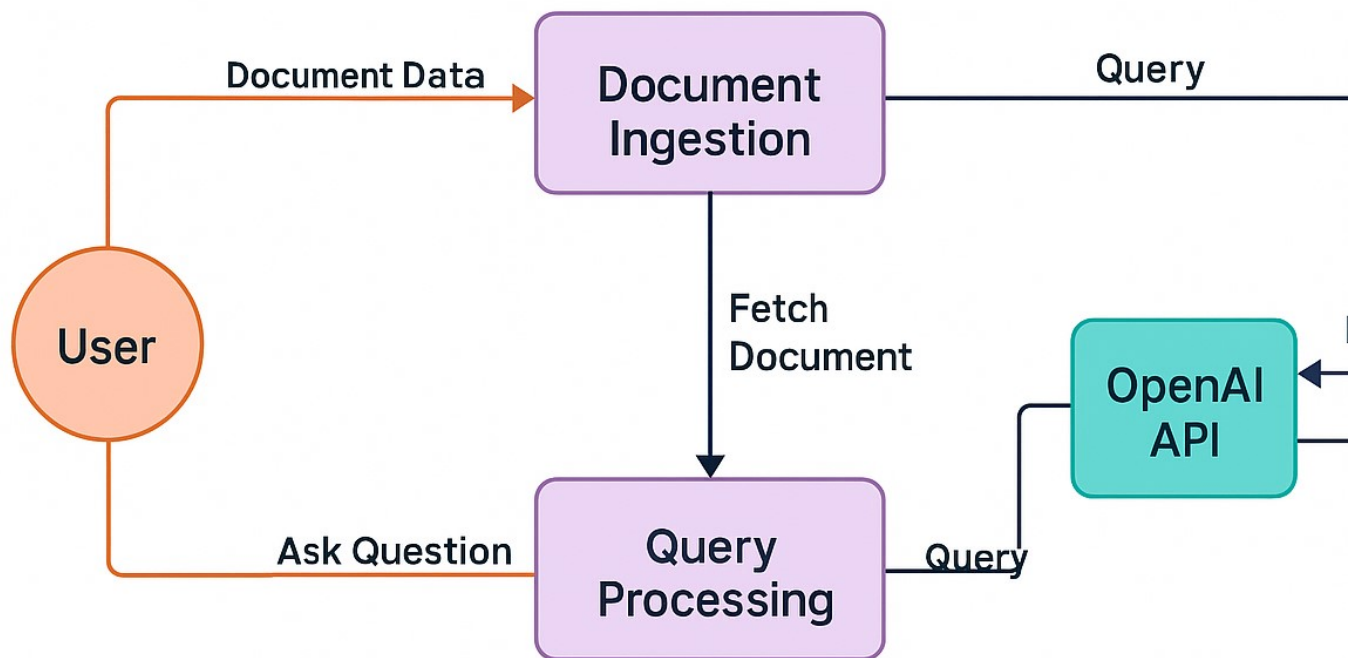 Document Data
Document
Ingestion
Query
User
Fetch
Document
OpenAI
API
Ask Question
Query
Processing
Query